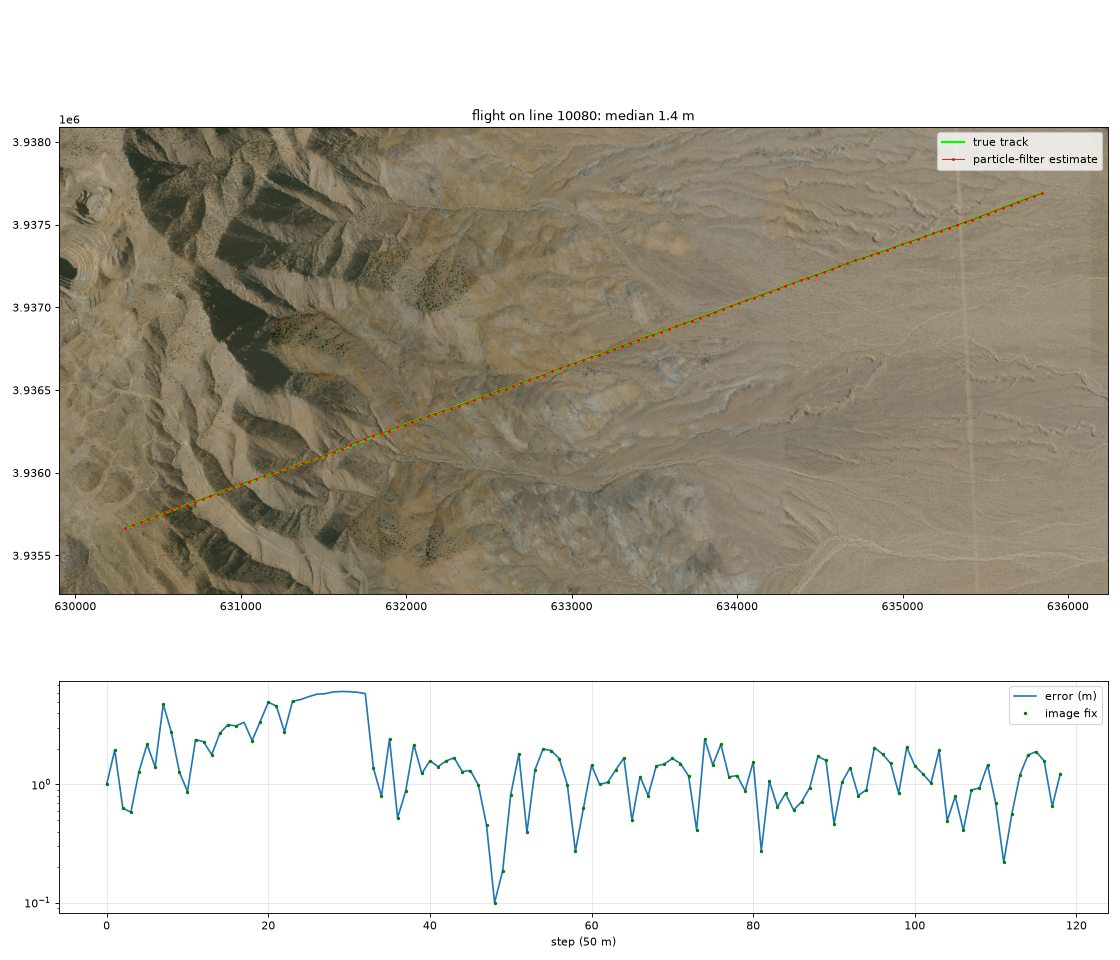 flight on line 10080: median 1.4 m
1e6
3.9380
3.9375
3.9370
3.9365
3.9360
3.9355
true track
particle-filter estimate
630000 631000 632000 633000 634000 635000 636000
error (m)
image fix
10⁰
10⁻¹
0 20 40 60 80 100 120
step (50 m)